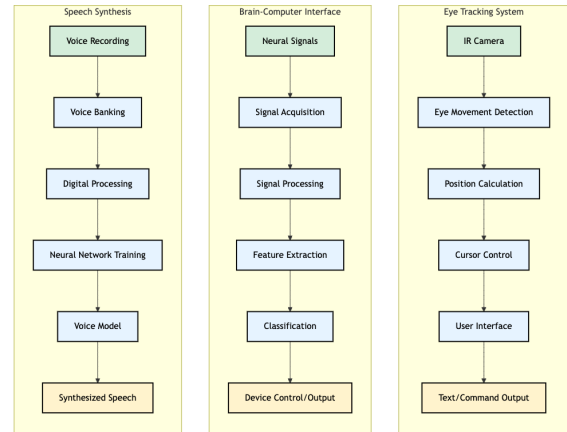 Speech Synthesis
Voice Recording
Voice Banking
Digital Processing
Neural Network Training
Voice Model
Synthesized Speech
Brain-Computer Interface
Neural Signals
Signal Acquisition
Signal Processing
Feature Extraction
Classification
Device Control/Output
Eye Tracking System
IR Camera
Eye Movement Detection
Position Calculation
Cursor Control
User Interface
Text/Command Output